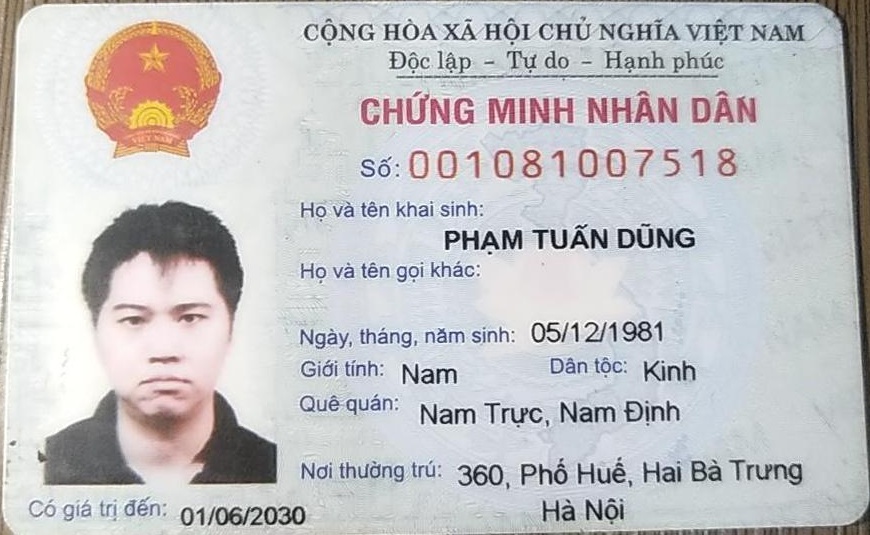 CỘNG HÒA XÃ HỘI CHỦ NGHĨA VIỆT NAM
Độc lập - Tự do - Hạnh phúc
CHỨNG MINH NHÂN DÂN
Số: 001081007518
Họ và tên khai sinh:
PHẠM TUẤN DŨNG
Họ và tên gọi khác:
Ngày, tháng, năm sinh: 05/12/1981
Giới tính: Nam Dân tộc: Kinh
Quê quán: Nam Trực, Nam Định
Nơi thường trú: 360, Phố Huế, Hai Bà Trưng
Hà Nội
Có giá trị đến: 01/06/2030
VIỆT NAM